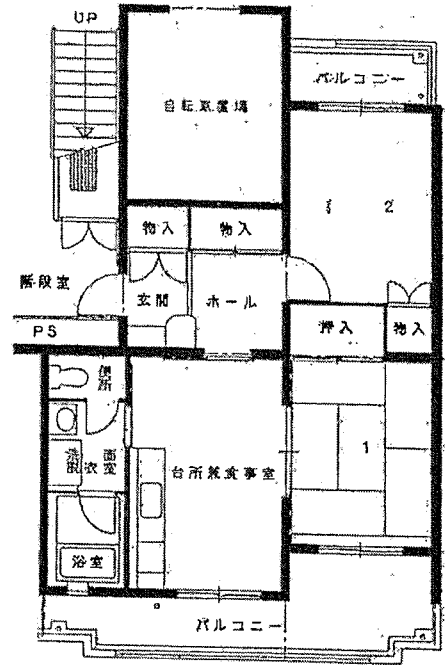 UP
バルコニー
自転車置場
2
物入
物入
階段室
玄関
ホール
押入
物入
PS
便所
1
洗面
脱衣室
台所兼食事室
浴室
バルコニー